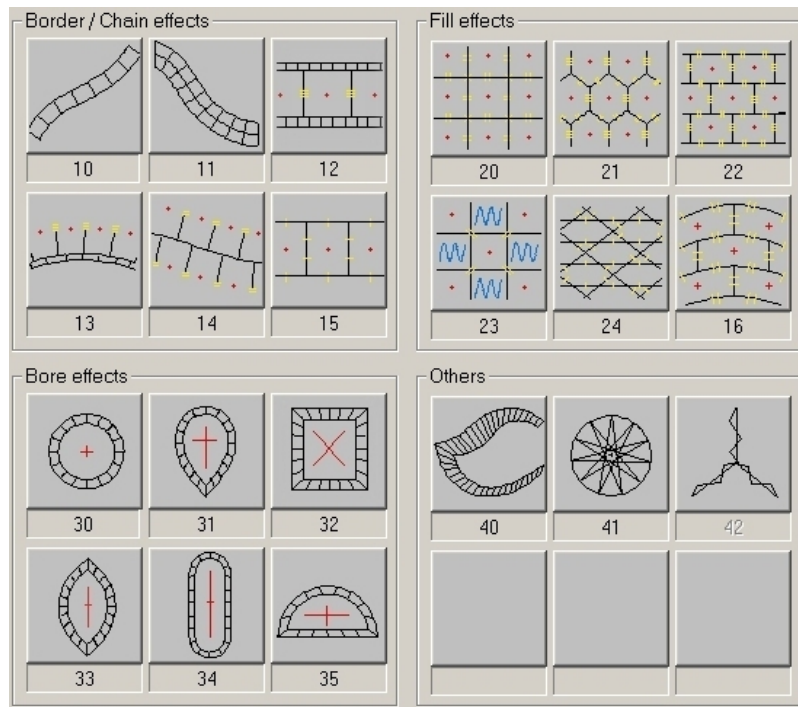 Border / Chain effects
10 11 12
13 14 15
Fill effects
20 21 22
23 24 16
Bore effects
30 31 32
33 34 35
Others
40 41 42